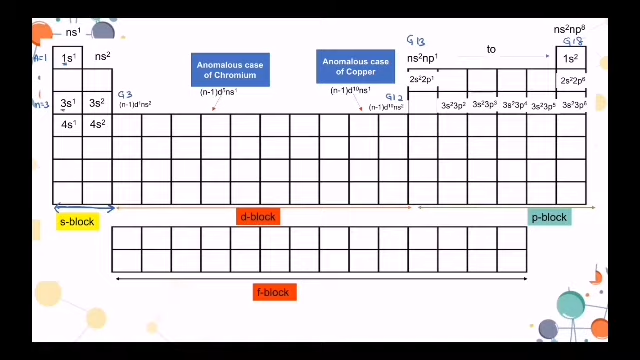 ns¹
ns²np⁸
G13
G18
n=1
1s¹
ns²
Anomalous case
of Chromium
Anomalous case
of Copper
ns²np¹
to
1s²
2s²2p¹
2s²2p⁶
n=3
3s¹
3s²
G3
(n-1)d¹ns²
(n-1)d⁵ns¹
(n-1)d¹⁰ns¹
G12
(n-1)d¹⁰ns²
3s²3p²
3s²3p³
3s²3p⁴
3s²3p⁵
3s²3p⁶
4s¹
4s²
s-block
d-block
p-block
f-block